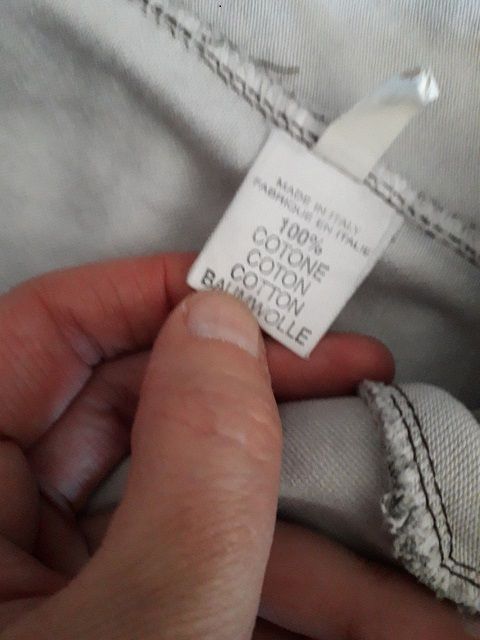 MADE IN ITALY
FABRIQUE EN ITALIE
100%
COTONE
COTON
COTTON
BAUMWOLLE